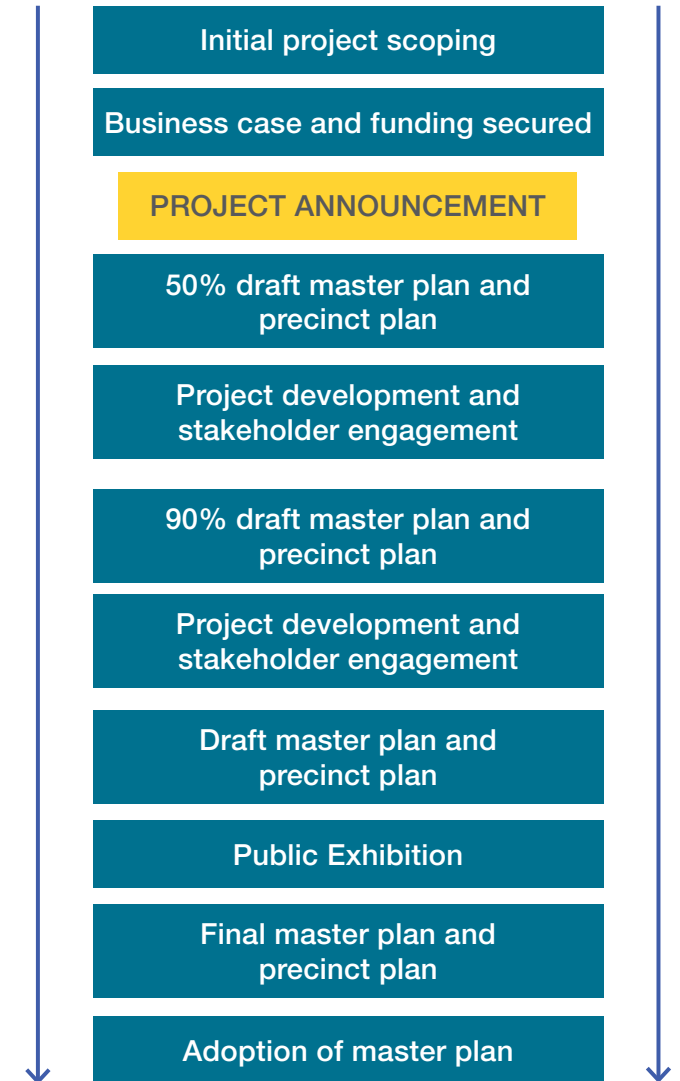 Initial project scoping
Business case and funding secured
PROJECT ANNOUNCEMENT
50% draft master plan and
precinct plan
Project development and
stakeholder engagement
90% draft master plan and
precinct plan
Project development and
stakeholder engagement
Draft master plan and
precinct plan
Public Exhibition
Final master plan and
precinct plan
Adoption of master plan